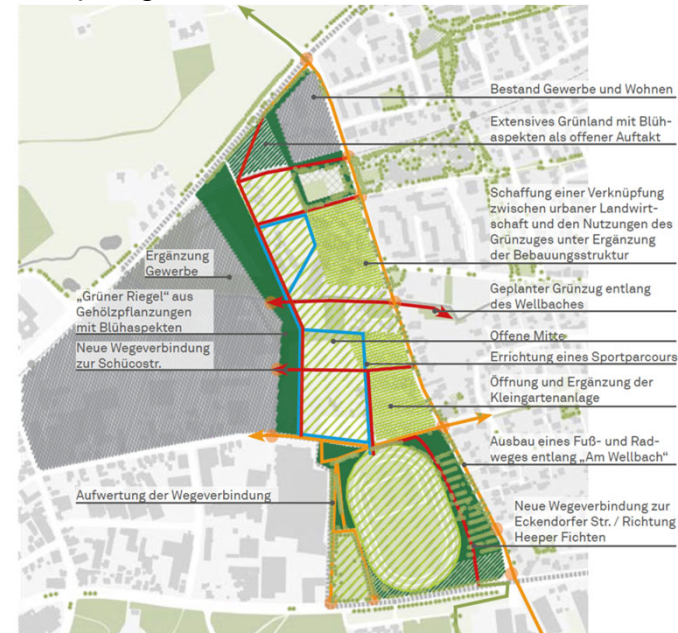 Bestand Gewerbe und Wohnen
Extensives Grünland mit Blüh-
aspekten als offener Auftakt
Schaffung einer Verknüpfung
zwischen urbaner Landwirt-
schaft und den Nutzungen des
Grünzuges unter Ergänzung
der Bebauungsstruktur
Geplanter Grünzug entlang
des Wellbaches
Offene Mitte
Errichtung eines Sportparcours
Öffnung und Ergänzung der
Kleingartenanlage
Ausbau eines Fuß- und Rad-
weges entlang „Am Wellbach“
Neue Wegeverbindung zur
Eckendorfer Str. / Richtung
Heeper Fichten
Ergänzung
Gewerbe
„Grüner Riegel“ aus
Gehölzpflanzungen
mit Blühaspekten
Neue Wegeverbindung
zur Schücostr.
Aufwertung der Wegeverbindung